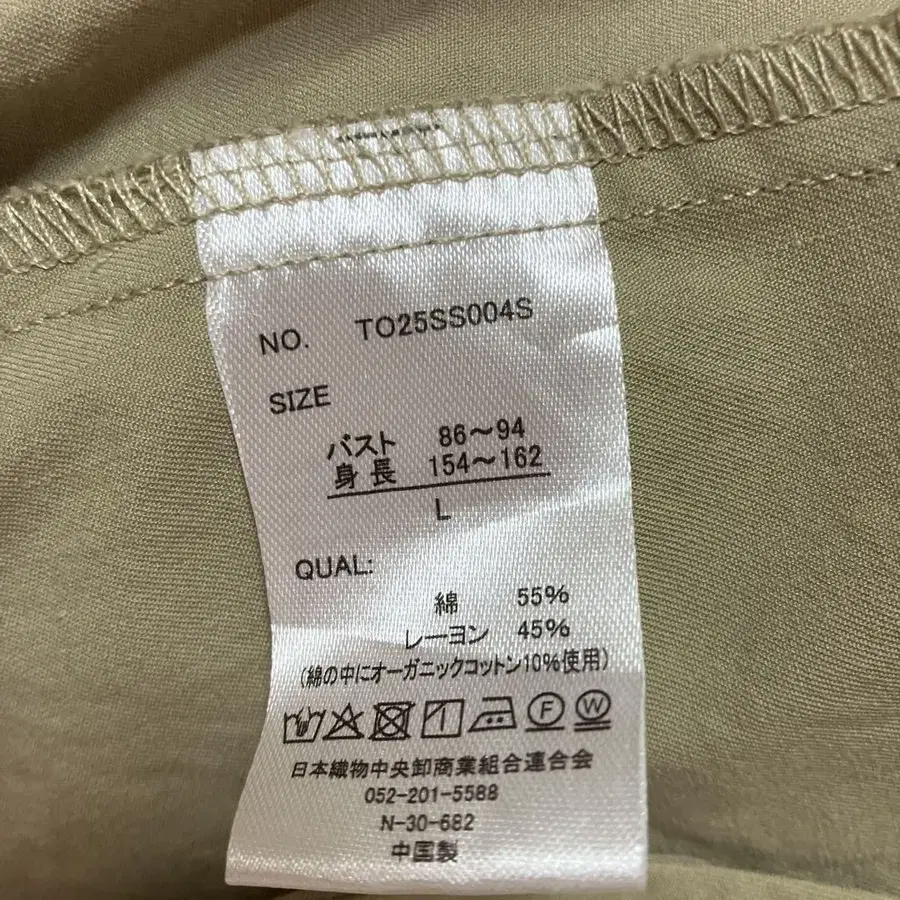 NO. TO25SS004S
SIZE
バスト 86～94
身長 154～162
L
QUAL:
綿 55%
レーヨン 45%
(綿の中にオーガニックコットン10%使用)
F W
日本織物中央卸商業組合連合会
052-201-5588
N-30-682
中国製